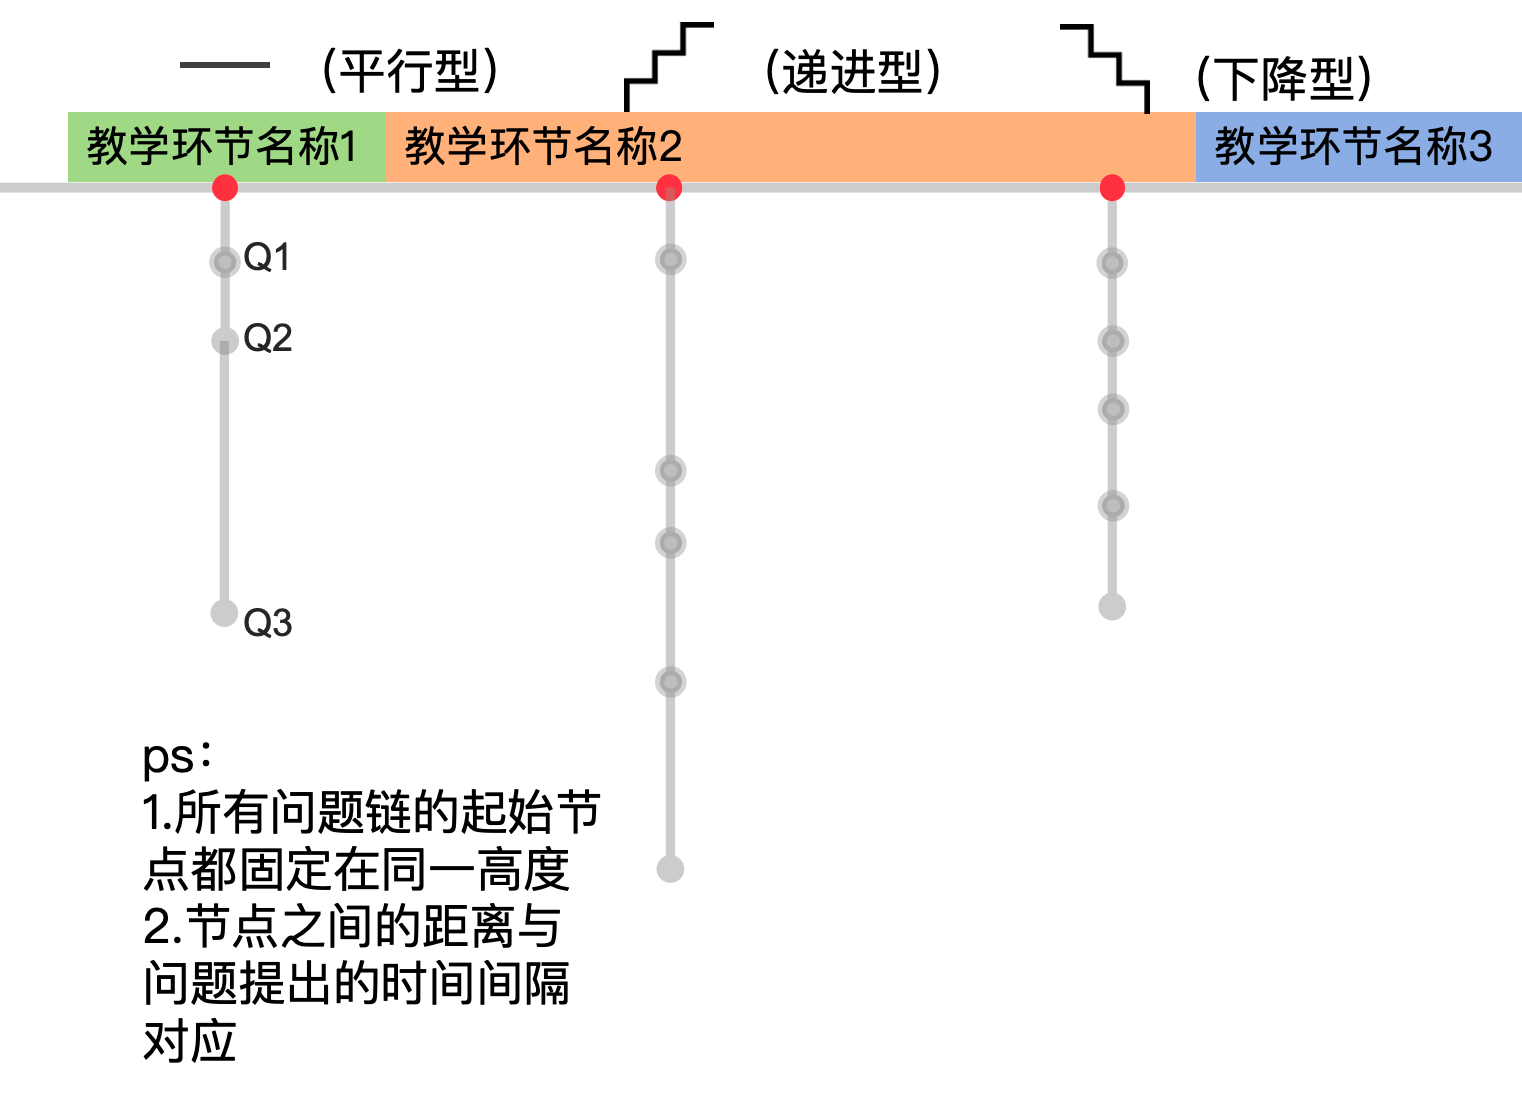 (平行型)
(递进型)
(下降型)
教学环节名称1
教学环节名称2
教学环节名称3
Q1
Q2
Q3
ps：
1.所有问题链的起始节
点都固定在同一高度
2.节点之间的距离与
问题提出的时间间隔
对应